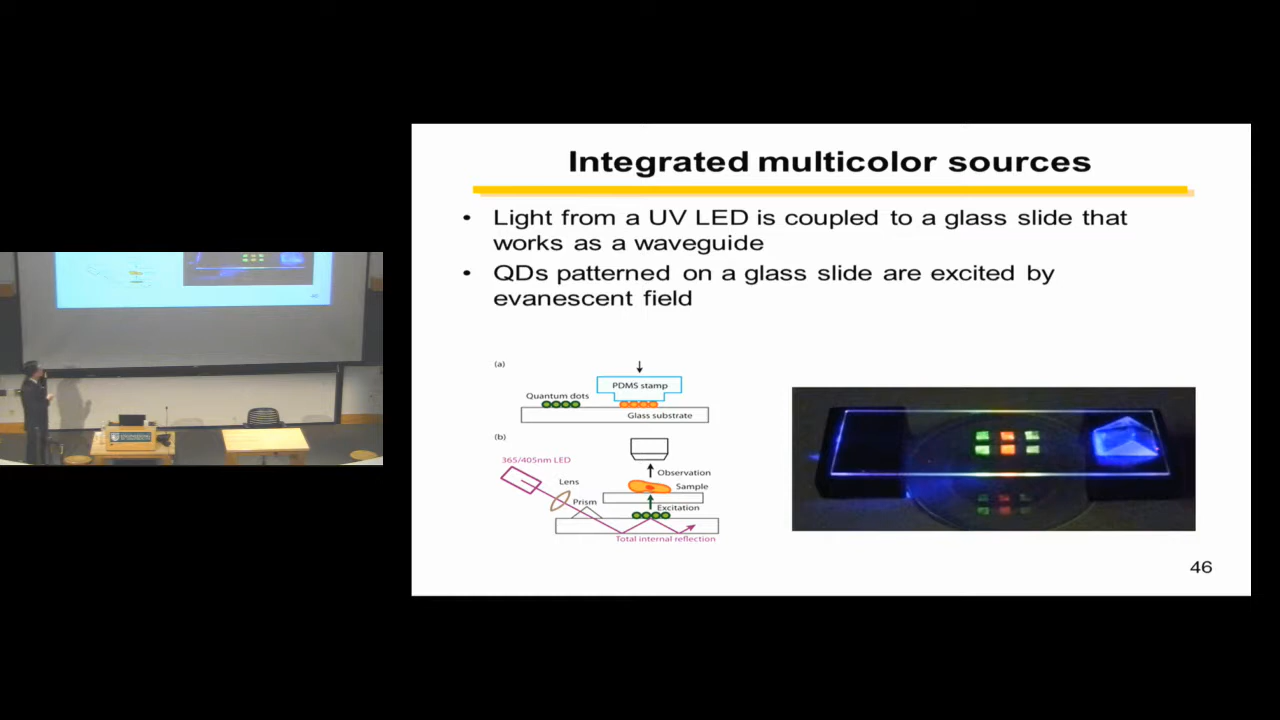 Integrated multicolor sources
• Light from a UV LED is coupled to a glass slide that
works as a waveguide
• QDs patterned on a glass slide are excited by
evanescent field
(a)
PDMS stamp
Quantum dots
Glass substrate
(b)
365/405nm LED
Lens
Observation
Sample
Prism
Excitation
Total internal reflection
46